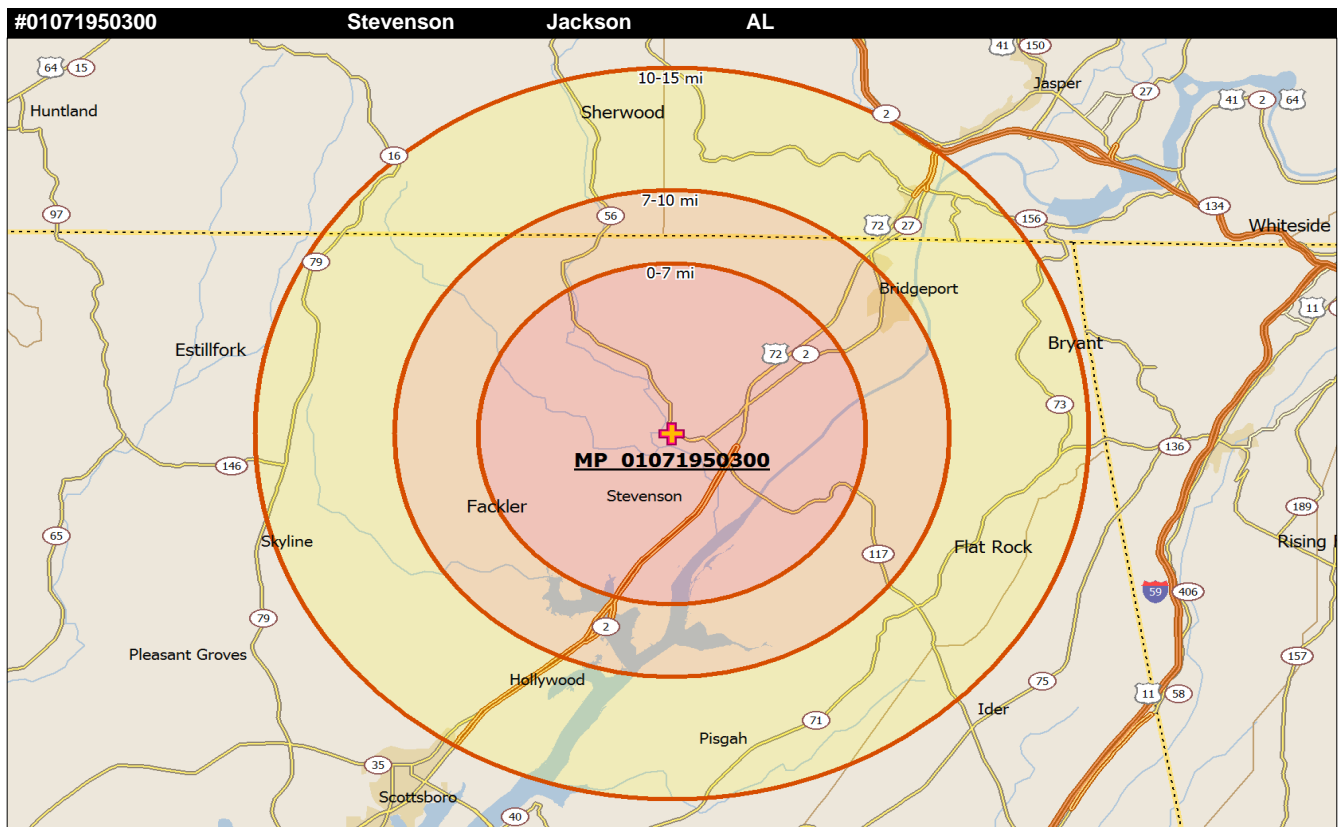 #01071950300 Stevenson Jackson AL
41 150
64 15
10-15 mi
Jasper
27
41 2 64
Huntland
Sherwood
2
16
7-10 mi
97
56
134
72 27
156
Whiteside
79
0-7 mi
Bridgeport
11
Estillfork
72 2
Bryant
73
136
146
MP 01071950300
Stevenson
Fackler
189
65
Skyline
117
Flat Rock
Rising
59 406
79
2
Pleasant Groves
157
Hollywood
75
11 58
Ider
71
Pisgah
35
Scottsboro
40